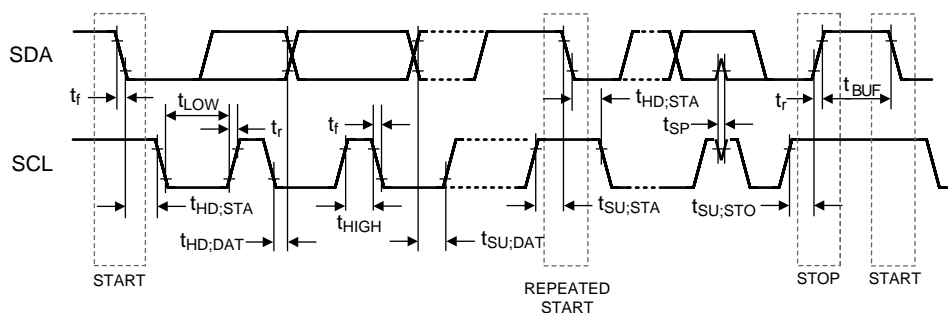 SDA
t_f
t_LOW
t_r
t_f
t_HD;STA
t_SP
t_r
t_BUF
SCL
t_HD;STA
t_HD;DAT
t_HIGH
t_SU;DAT
t_SU;STA
t_SU;STO
START
REPEATED
START
STOP
START